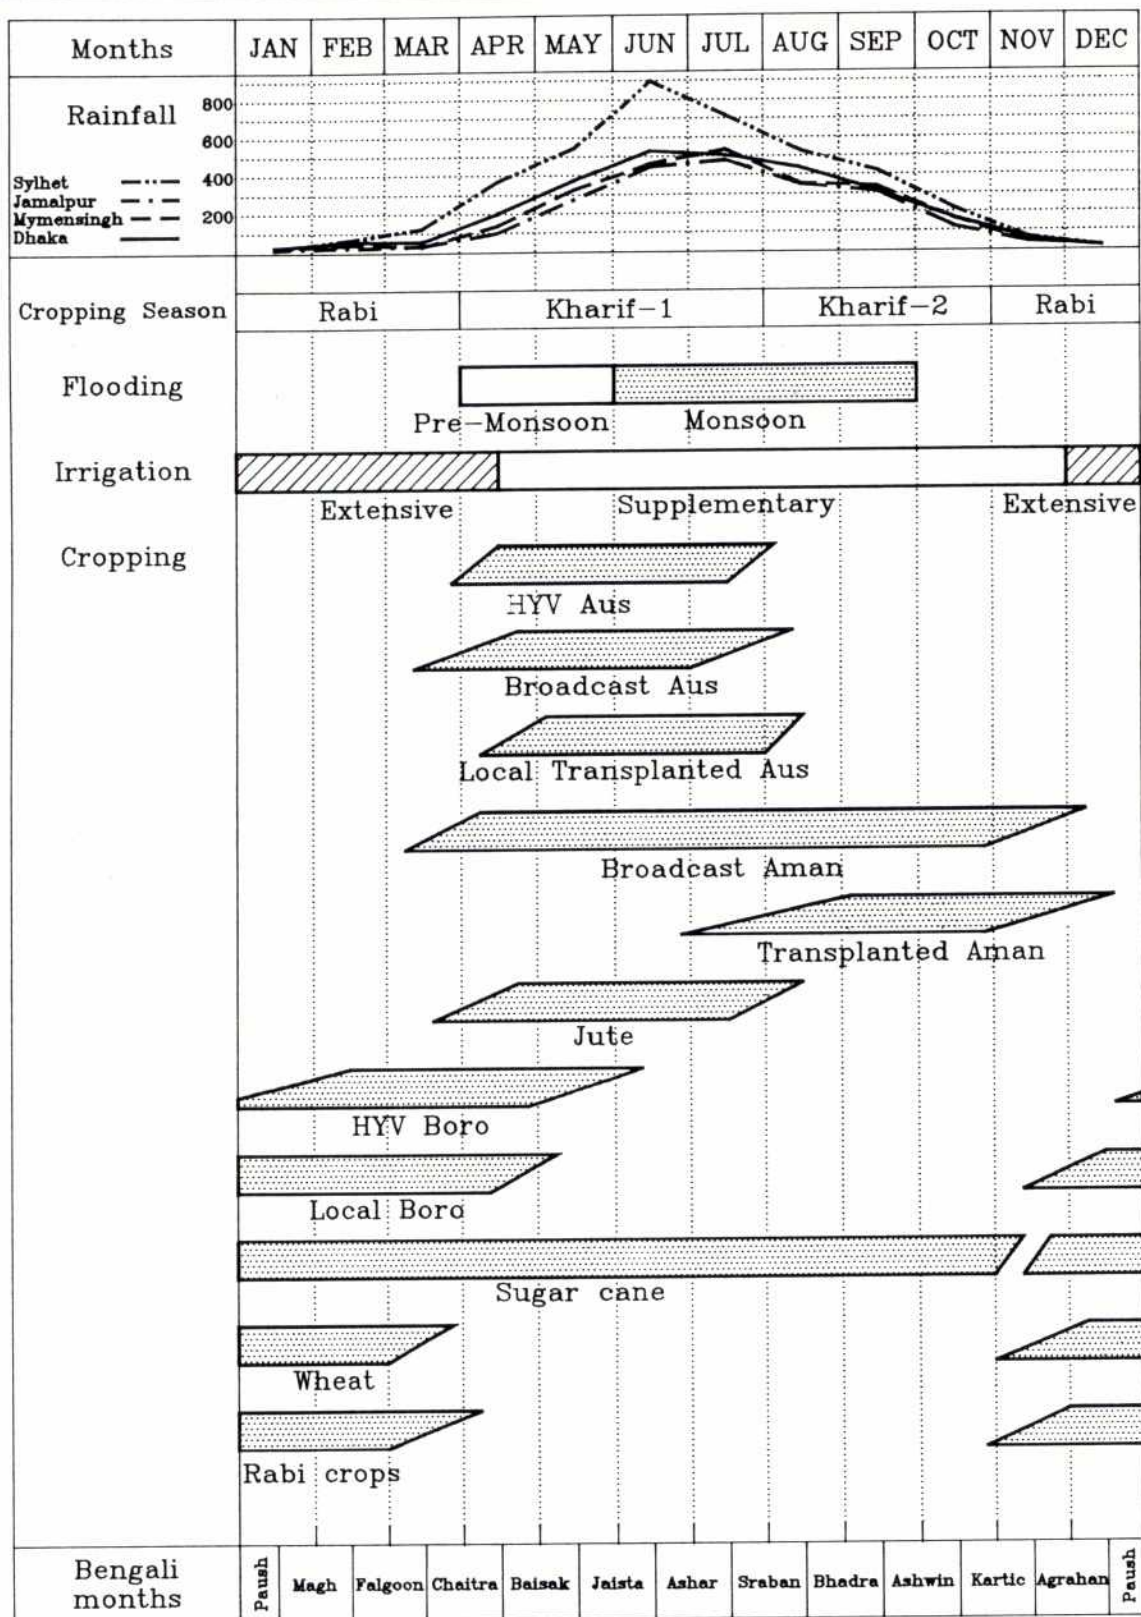 Months JAN FEB MAR APR MAY JUN JUL AUG SEP OCT NOV DEC
Rainfall
800
600
400
200
Sylhet
Jamalpur
Mymensingh
Dhaka
Cropping Season Rabi Kharif-1 Kharif-2 Rabi
Flooding
Pre-Monsoon Monsoon
Irrigation
Extensive Supplementary Extensive
Cropping
HYV Aus
Broadcast Aus
Local Transplanted Aus
Broadcast Aman
Transplanted Aman
Jute
HYV Boro
Local Boro
Sugar cane
Wheat
Rabi crops
Bengali
months
Paush Magh Falgoon Chaitra Baisak Jaista Ashar Sraban Bhadra Ashwin Kartic Agrahan Paush